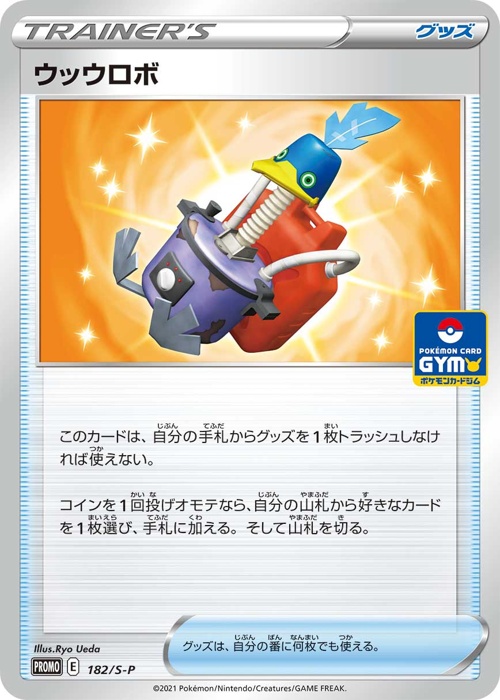 TRAINER'S
グッズ
ウッウロボ
POKÉMON CARD
GYM
ポケモンカードジム
このカードは、自分の手札からグッズを1枚トラッシュしなけ
れば使えない。
コインを1回投げオモテなら、自分の山札から好きなカード
を1枚選び、手札に加える。そして山札を切る。
Illus.Ryo Ueda
グッズは、自分の番に何枚でも使える。
PROMO E 182/S-P
©2021 Pokémon/Nintendo/Creatures/GAME FREAK.